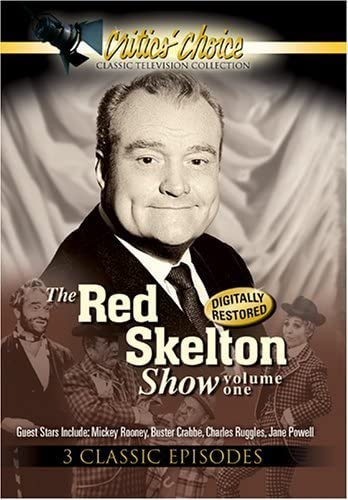 Critics' Choice
CLASSIC TELEVISION COLLECTION
The
Red
DIGITALLY
RESTORED
Skelton
Show volume
one
Guest Stars Include: Mickey Rooney, Buster Crabbe, Charles Ruggles, Jane Powell
3 CLASSIC EPISODES